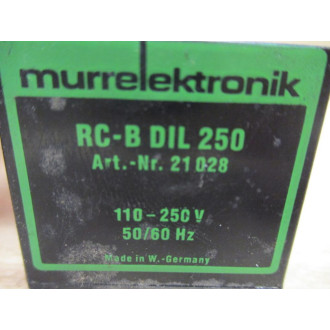 murrelektronik
RC-B DIL 250
Art.-Nr. 21 028
110 – 250 V
50/60 Hz
Made in W.-Germany